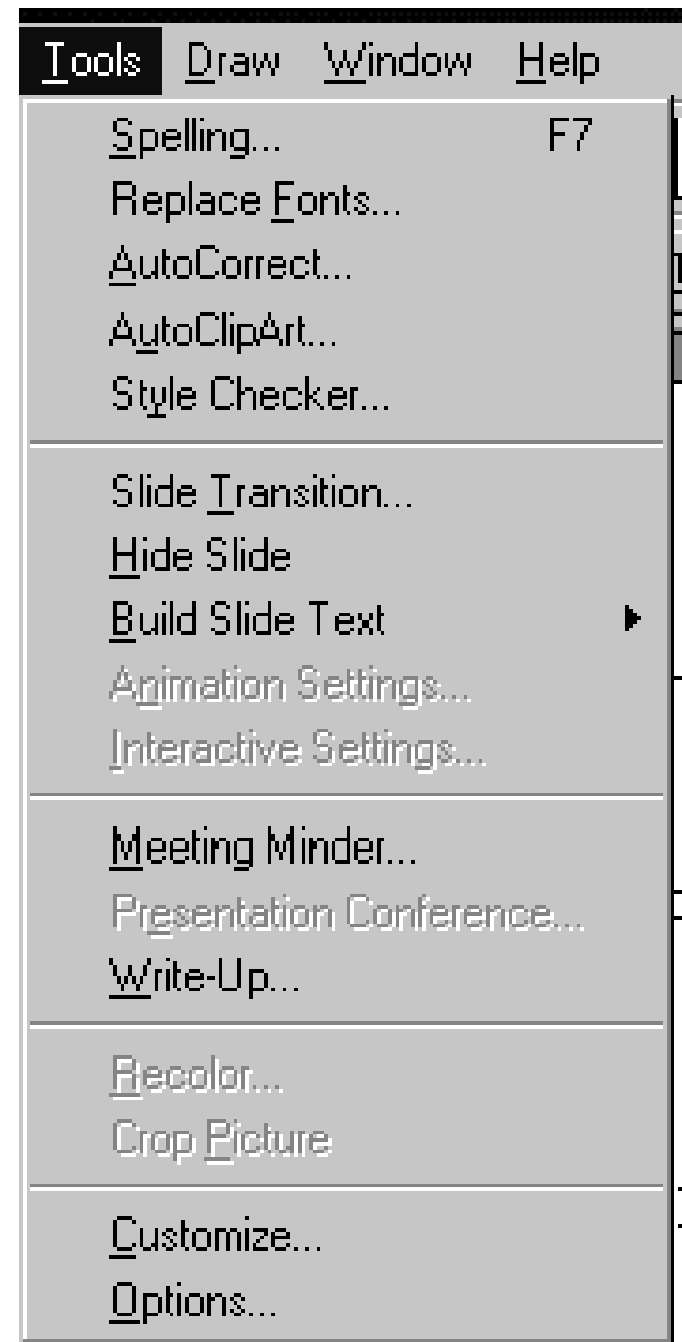 Tools Draw Window Help
Spelling... F7
Replace Fonts...
AutoCorrect...
AutoClipArt...
Style Checker...
Slide Transition...
Hide Slide
Build Slide Text
Animation Settings...
Interactive Settings...
Meeting Minder...
Presentation Conference...
Write-Up...
Recolor...
Crop Picture
Customize...
Options...